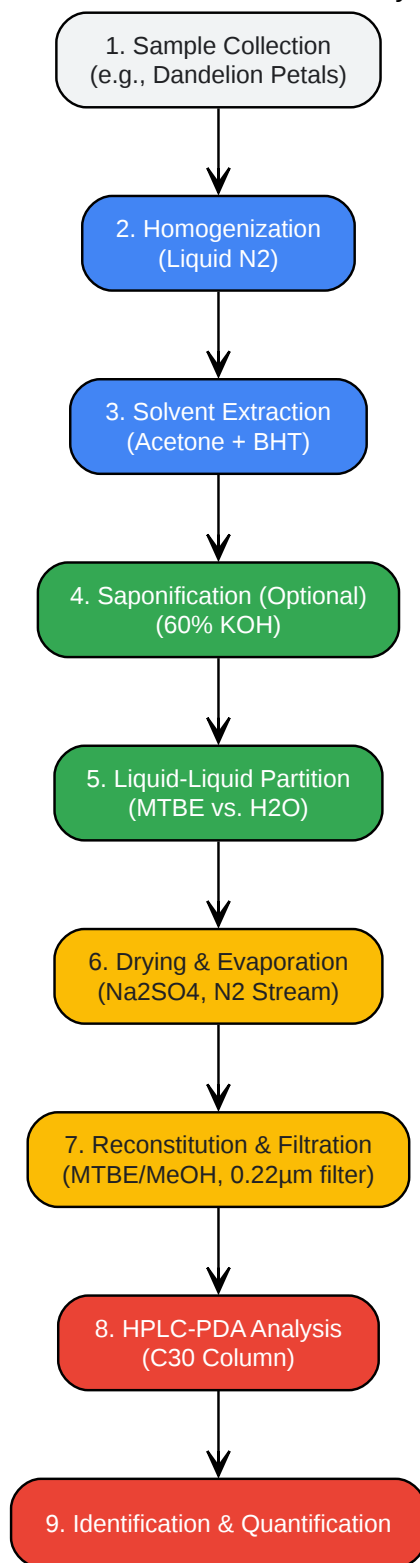 1. Sample Collection
(e.g., Dandelion Petals)
2. Homogenization
(Liquid N2)
3. Solvent Extraction
(Acetone + BHT)
4. Saponification (Optional)
(60% KOH)
5. Liquid-Liquid Partition
(MTBE vs. H2O)
6. Drying & Evaporation
(Na2SO4, N2 Stream)
7. Reconstitution & Filtration
(MTBE/MeOH, 0.22µm filter)
8. HPLC-PDA Analysis
(C30 Column)
9. Identification & Quantification